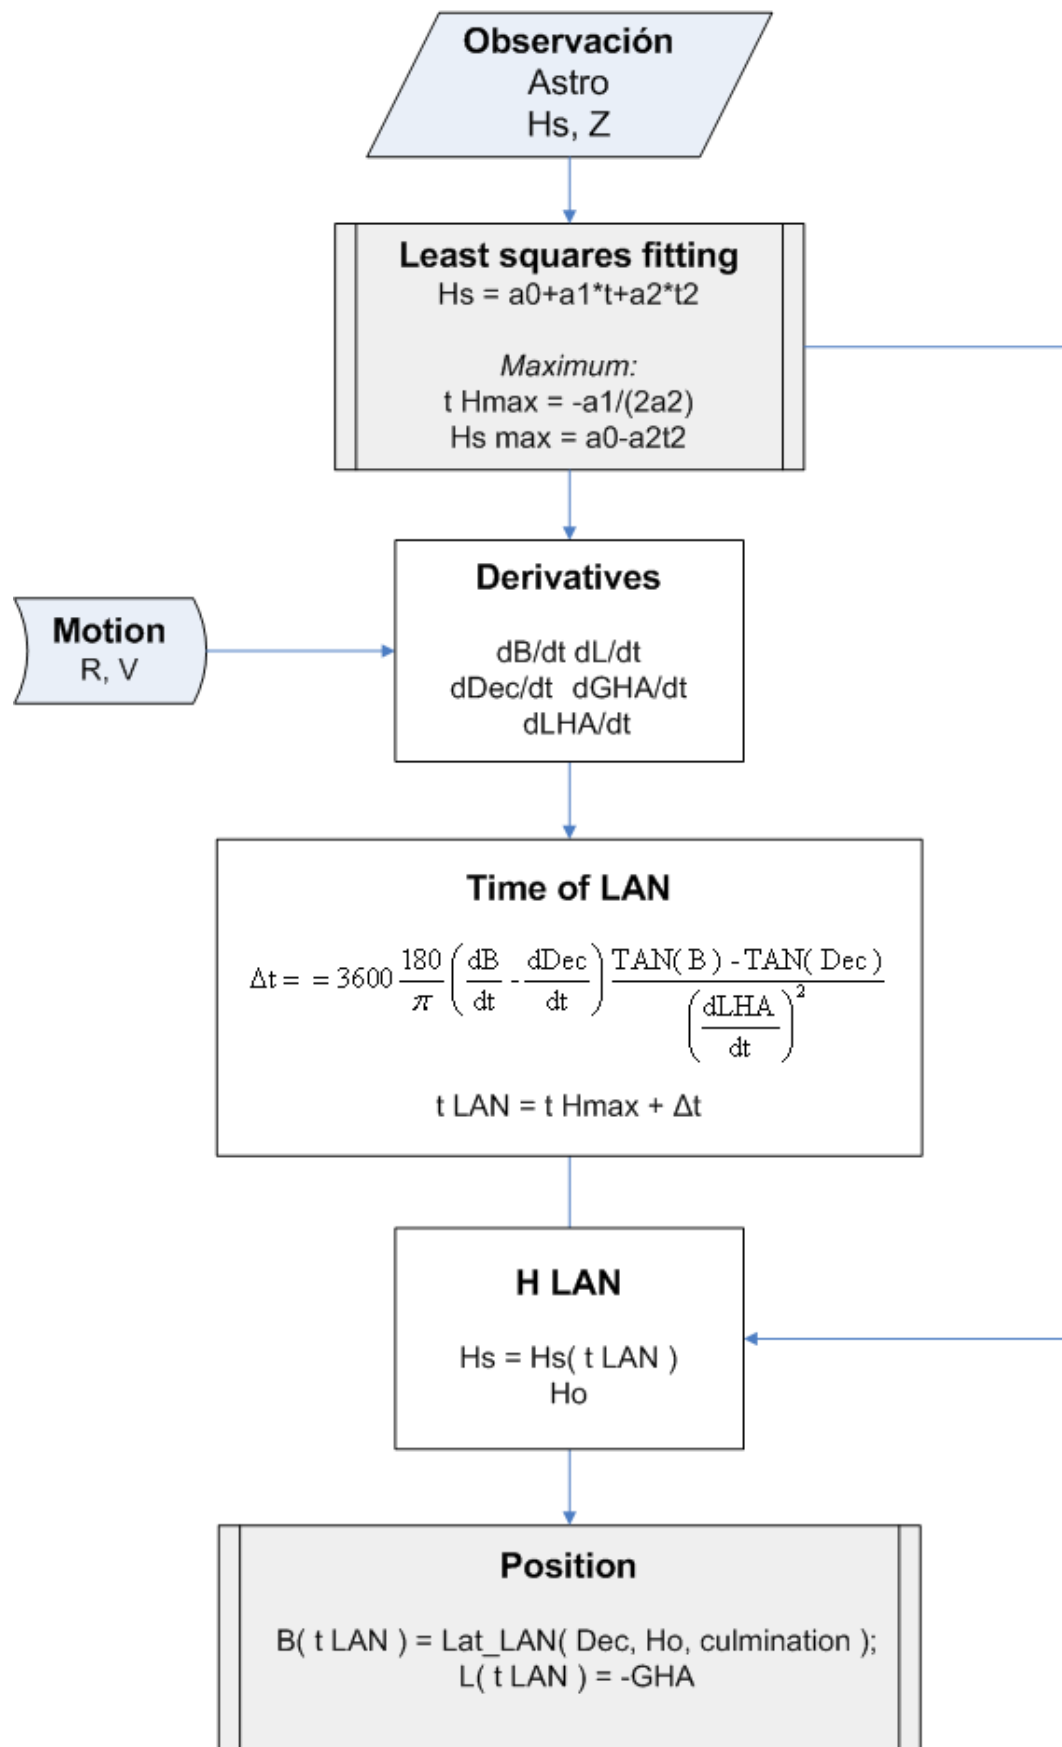 Observación
Astro
Hs, Z
Least squares fitting
Hs = a0+a1*t+a2*t2
Maximum:
t Hmax = -a1/(2a2)
Hs max = a0-a2t2
Derivatives
dB/dt dL/dt
dDec/dt dGHA/dt
dLHA/dt
Motion
R, V
Time of LAN
Δt = = 3600 180/π (dB/dt - dDec/dt) TAN( B ) - TAN( Dec ) / (dLHA/dt)²
t LAN = t Hmax + Δt
H LAN
Hs = Hs( t LAN )
Ho
Position
B( t LAN ) = Lat_LAN( Dec, Ho, culmination );
L( t LAN ) = -GHA